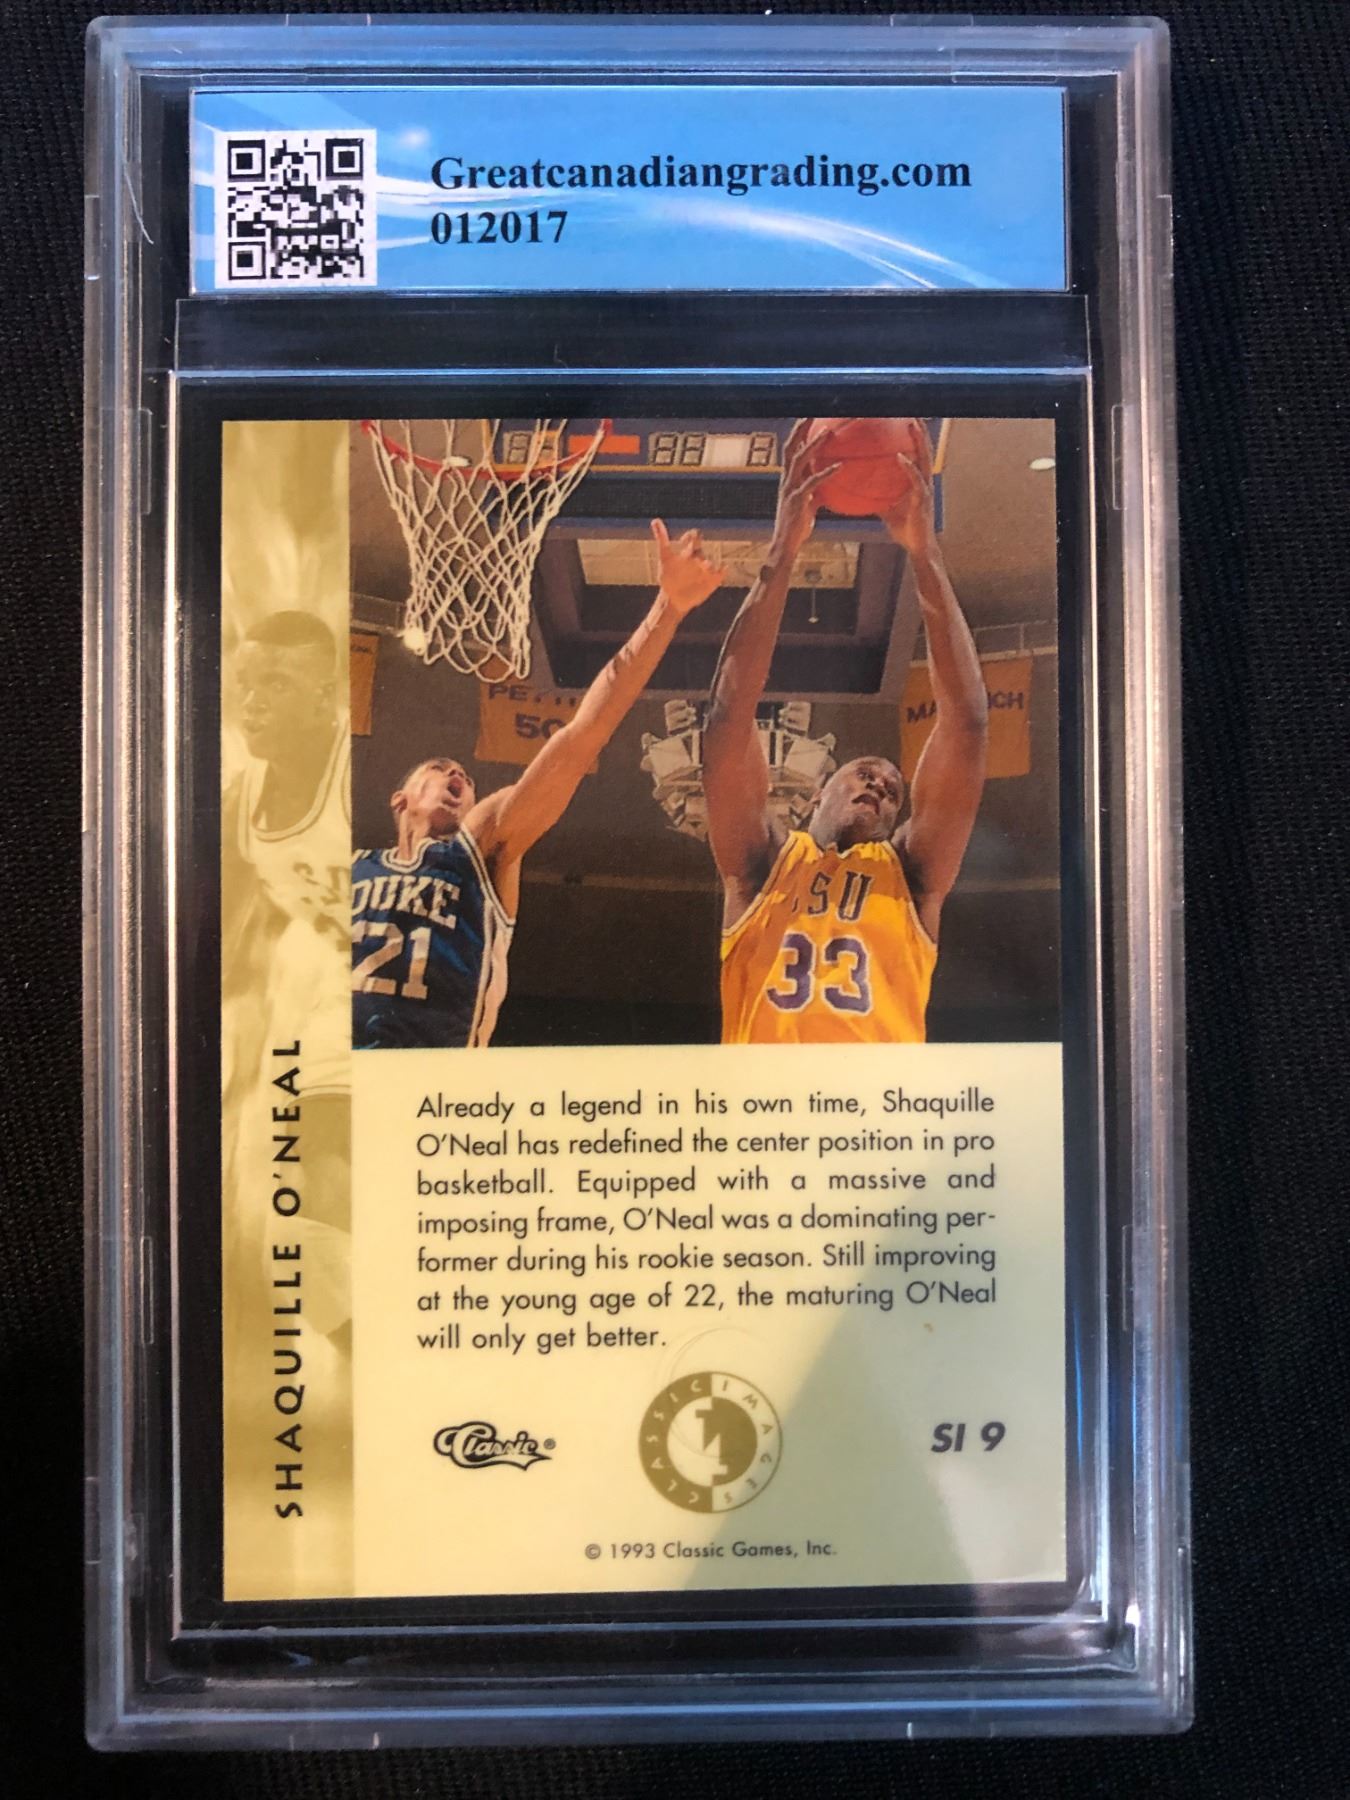 Greatcanadiangrading.com
012017
50
DUKE
21
SU
33
SHAQUILLE O'NEAL
Already a legend in his own time, Shaquille
O'Neal has redefined the center position in pro
basketball. Equipped with a massive and
imposing frame, O'Neal was a dominating per-
former during his rookie season. Still improving
at the young age of 22, the maturing O'Neal
will only get better.
Classic ®
CLASSIC IMAGES
SI 9
© 1993 Classic Games, Inc.